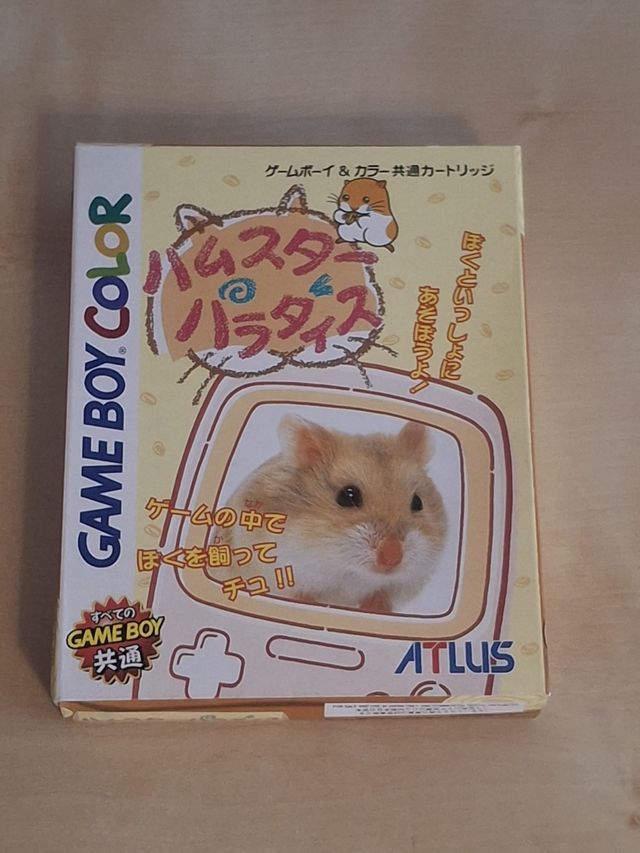 ゲームボーイ & カラー共通カートリッジ
GAME BOY COLOR
ハムスター
パラダイス
ぼくといっしょに
あそぼうよ!
ゲームの中で
なか
ぼくを飼って
か
チュ!!
すべての
GAME BOY
共通
ATLUS